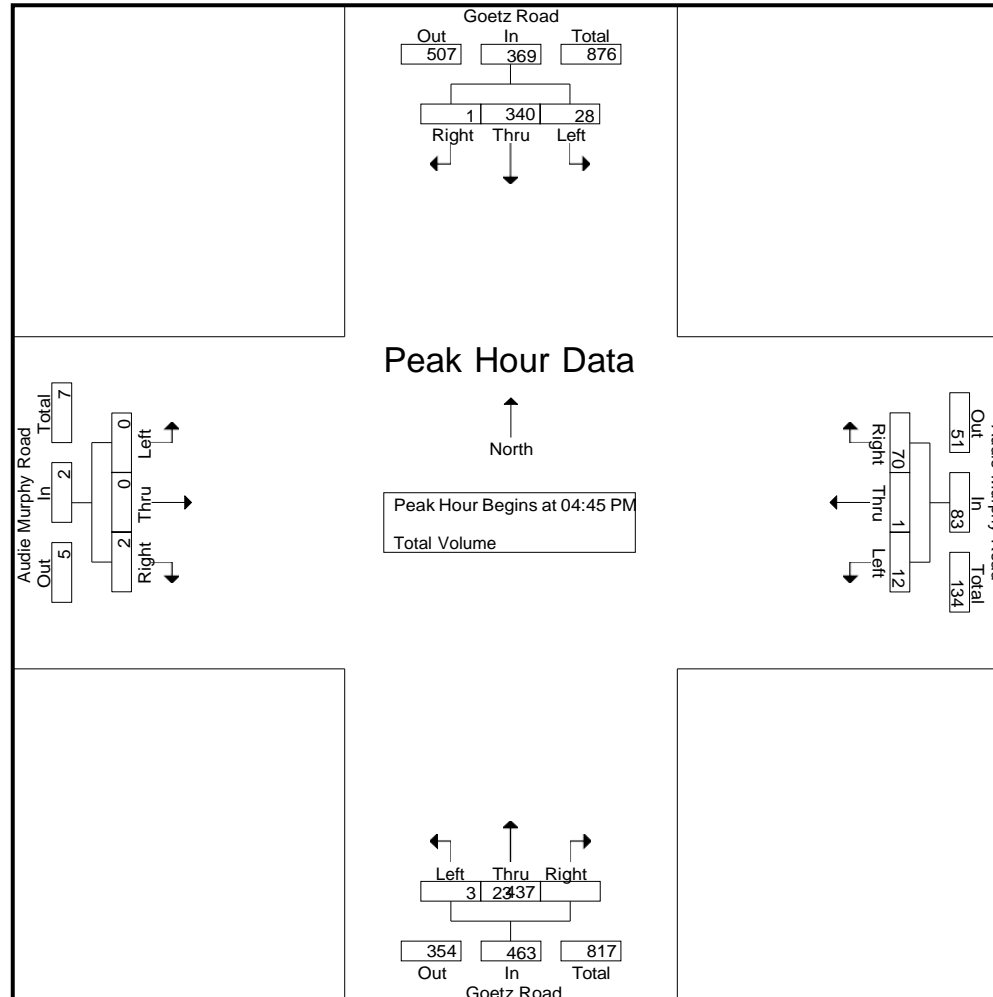 Goetz Road
Out In Total
507 369 876
1 340 28
Right Thru Left
Peak Hour Data
North
Peak Hour Begins at 04:45 PM
Total Volume
Audie Murphy Road
Total In Out
7 2 5
0 0 2
Left Thru Right
Right Thru Left
70 1 12
51 83 134
Out In Total
Left Thru Right
3 23 437
354 463 817
Out In Total
Goetz Road